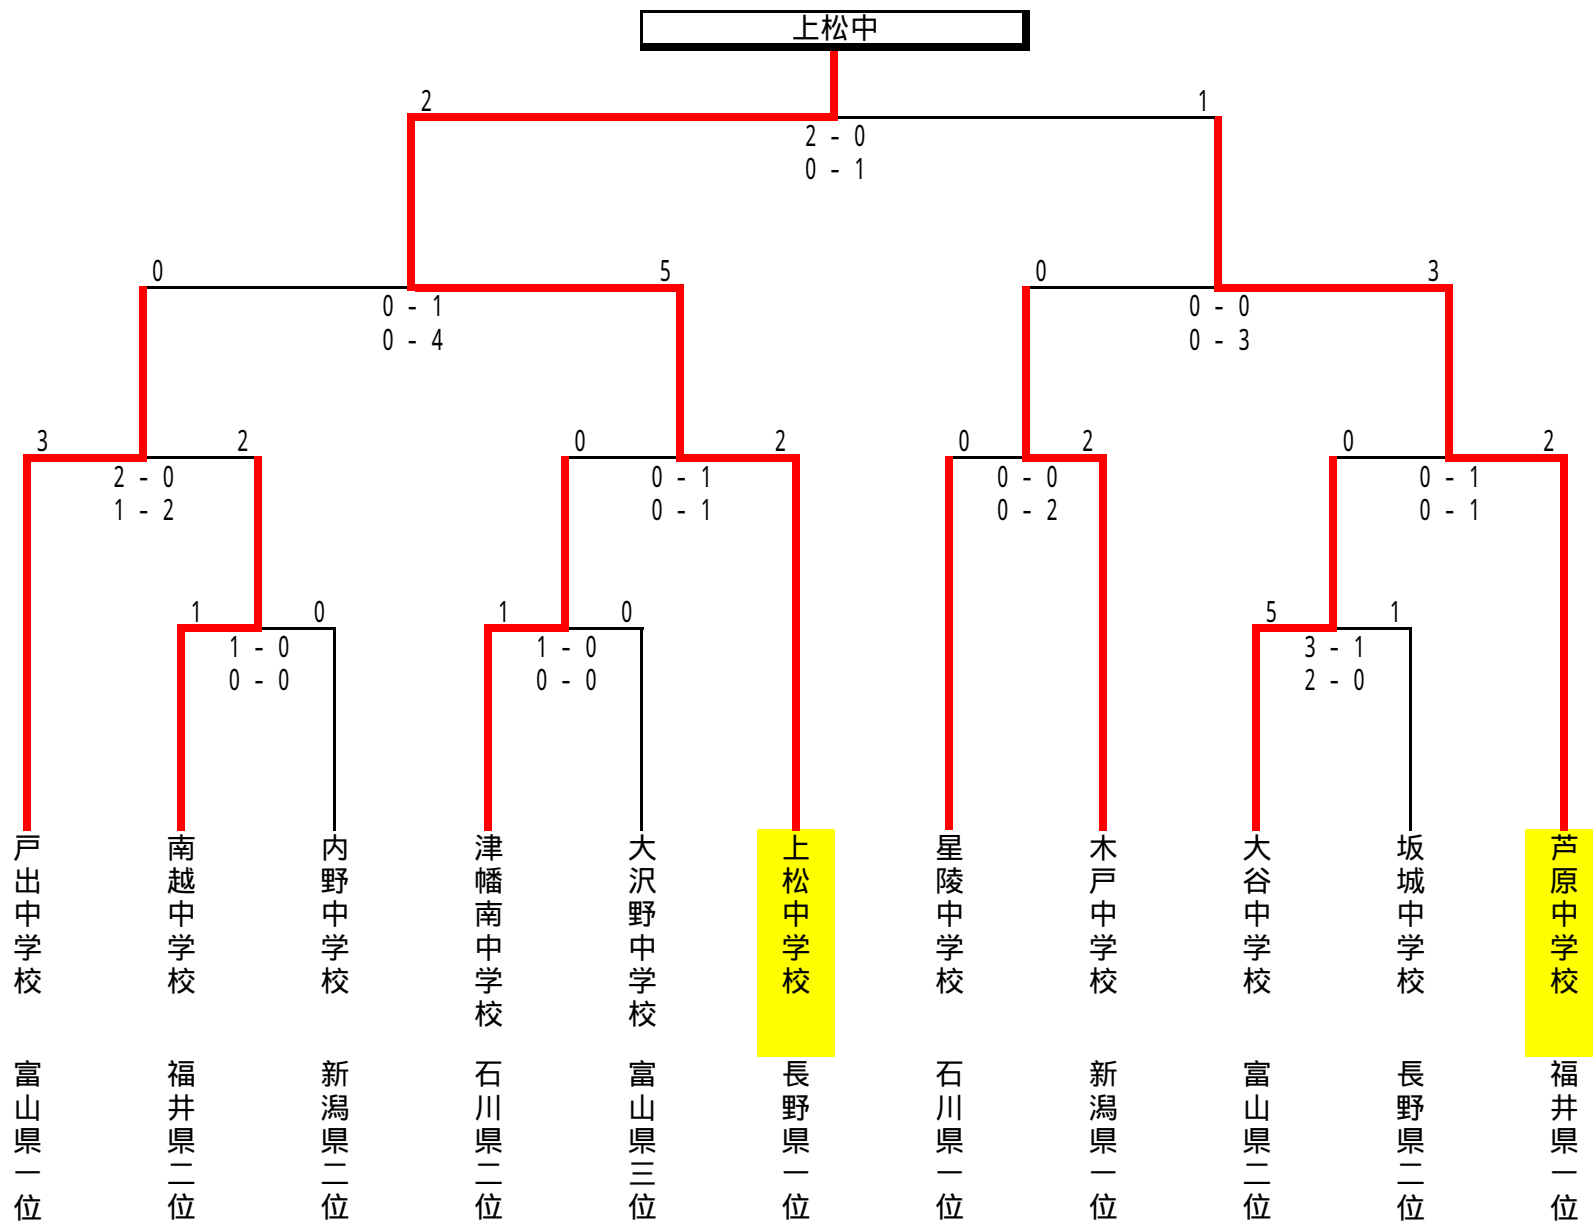 上松中
2 1
2 - 0
0 - 1
0 5 0 3
0 - 1 0 - 0
0 - 4 0 - 3
3 2 0 2 0 2 0 2
2 - 0 0 - 1 0 - 0 0 - 1
1 - 2 0 - 1 0 - 2 0 - 1
1 0 1 0 5 1
1 - 0 1 - 0 3 - 1
0 - 0 0 - 0 2 - 0
戸出中学校
南越中学校
内野中学校
津幡南中学校
大沢野中学校
上松中学校
星陵中学校
木戸中学校
大谷中学校
坂城中学校
芦原中学校
富山県一位
福井県二位
新潟県二位
石川県二位
富山県三位
長野県一位
石川県一位
新潟県一位
富山県二位
長野県二位
福井県一位